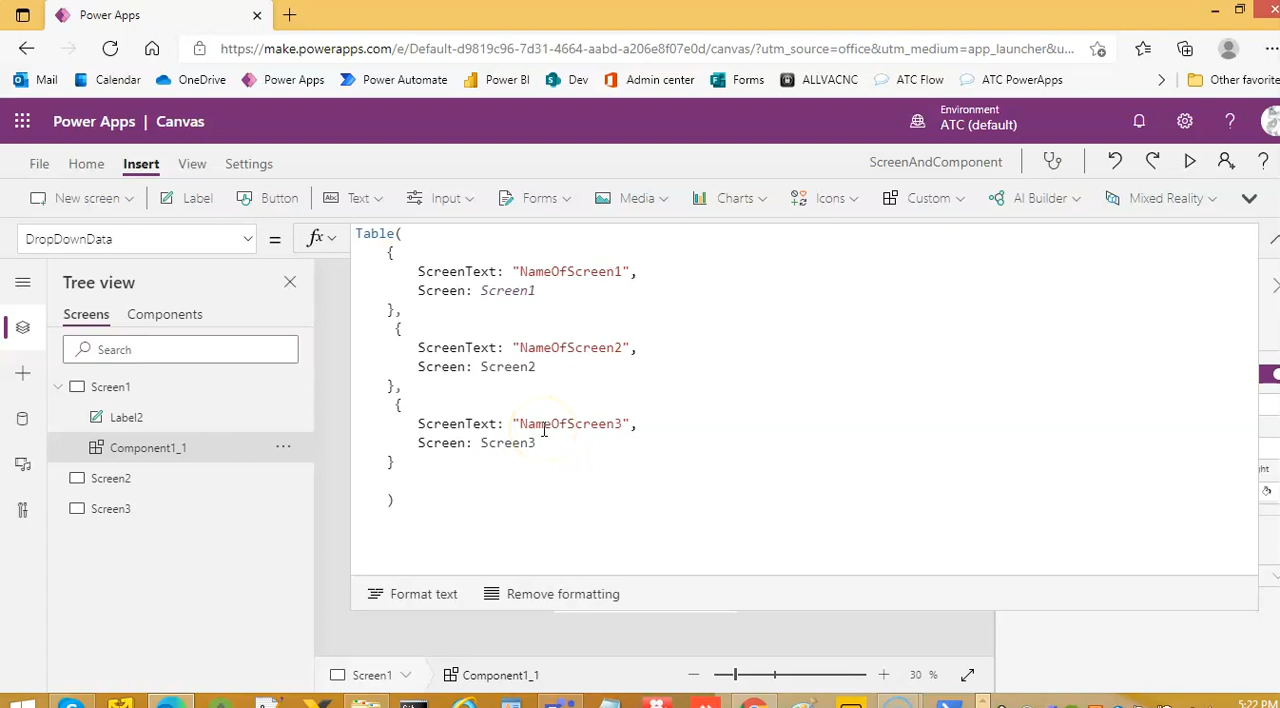 Power Apps
https://make.powerapps.com/e/Default-d9819c96-7d31-4664-aabd-a206e8f07e0d/canvas/?utm_source=office&utm_medium=app_launcher&u...
Mail Calendar OneDrive Power Apps Power Automate Power BI Dev Admin center Forms ALLVACNC ATC Flow ATC PowerApps Other favorite
Power Apps | Canvas
Environment
ATC (default)
File Home Insert View Settings ScreenAndComponent
New screen Label Button Text Input Forms Media Charts Icons Custom AI Builder Mixed Reality
DropDownData = fx
Table(
{
ScreenText: "NameOfScreen1",
Screen: Screen1
},
{
ScreenText: "NameOfScreen2",
Screen: Screen2
},
{
ScreenText: "NameOfScreen3",
Screen: Screen3
}
)
Tree view
Screens Components
Search
Screen1
Label2
Component1_1
Screen2
Screen3
ght
Format text Remove formatting
Screen1 Component1_1 30 %
5:22 PM